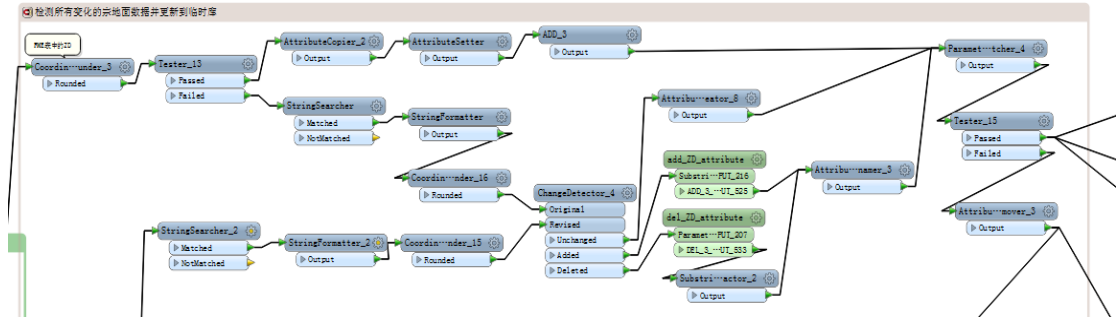 检测所有变化的宗地面数据并更新到临时库
Coordin···under_3
Rounded
Tester_13
Passed
Failed
AttributeCopier_2
Output
AttributeSetter
Output
ADD_3
Output
StringSearcher
Matched
NotMatched
StringFormatter
Output
Coordin···nder_16
Rounded
StringSearcher_2
Matched
NotMatched
StringFormatter_2
Output
Coordin···nder_15
Rounded
ChangeDetector_4
Original
Revised
Unchanged
Added
Deleted
Attribu···eator_8
Output
add_ZD_attribute
Substri···PUT_216
ADD_3_···UT_525
del_ZD_attribute
Paramet···PUT_207
DEL_3_···UT_533
Substri···actor_2
Output
Attribu···namer_3
Output
Paramet···tcher_4
Output
Tester_15
Passed
Failed
Attribu···mover_3
Output